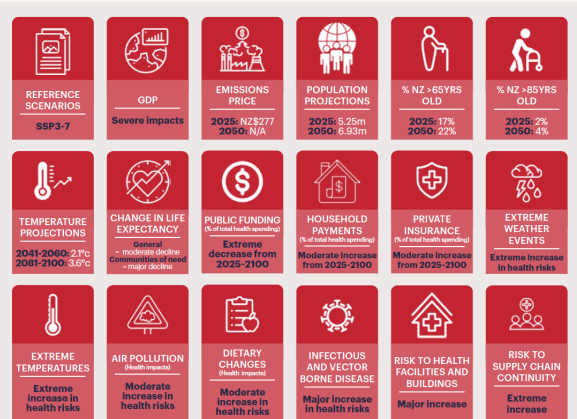 REFERENCE
SCENARIOS
SSP3-7
GDP
Severe impacts
EMISSIONS
PRICE
2025: NZ$277
2050: N/A
POPULATION
PROJECTIONS
2025: 5.25m
2050: 6.93m
% NZ >65YRS
OLD
2025: 17%
2050: 22%
% NZ >85YRS
OLD
2025: 2%
2050: 4%
TEMPERATURE
PROJECTIONS
2041-2060: 2.1°c
2081-2100: 3.6°c
CHANGE IN LIFE
EXPECTANCY
General
- moderate decline
Communities of need
- major decline
$
PUBLIC FUNDING
(% of total health spending)
Extreme
decrease from
2025-2100
$
HOUSEHOLD
PAYMENTS
(% of total health spending)
Moderate increase
from 2025-2100
PRIVATE
INSURANCE
(% of total health spending)
Moderate increase
from 2025-2100
EXTREME
WEATHER
EVENTS
Extreme increase
in health risks
EXTREME
TEMPERATURES
Extreme
increase in
health risks
AIR POLLUTION
(Health impacts)
Moderate
increase in
health risks
DIETARY
CHANGES
(Health impacts)
Moderate
increase in
health risks
INFECTIOUS
AND VECTOR
BORNE DISEASE
Major increase
in health risks
RISK TO HEALTH
FACILITIES AND
BUILDINGS
Major increase
RISK TO
SUPPLY CHAIN
CONTINUITY
Extreme
increase